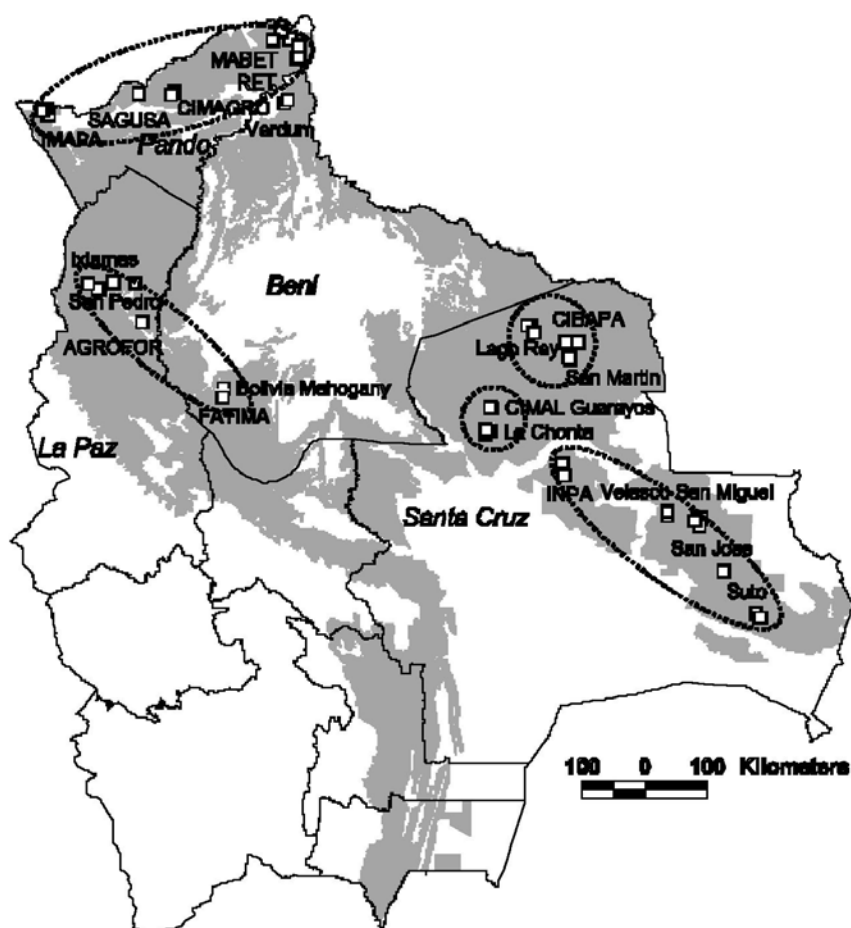 MABET
RET
SAGUSA CIMAGRO
IMAPA Verdum
Pando
Ixiamas
San Pedro
AGROFOR
Beni
CIBAPA
Lago Rey
San Martin
Bolivia Mahogany
FATIMA
CIMAL Guarayos
La Chonta
La Paz
INPA Velasco San Miguel
Santa Cruz
San Jose
Suto
100 0 100 Kilometers